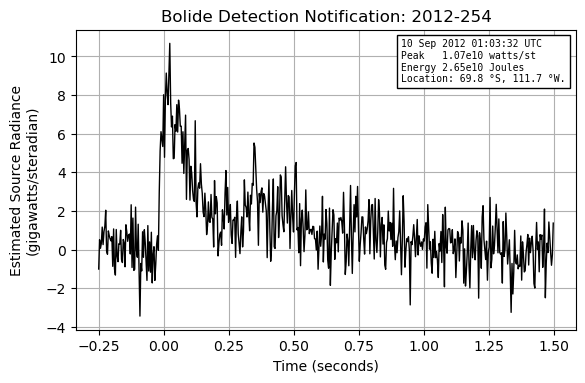 Bolide Detection Notification: 2012-254
10 Sep 2012 01:03:32 UTC
Peak   1.07e10 watts/st
Energy 2.65e10 Joules
Location: 69.8 °S, 111.7 °W.
Estimated Source Radiance
(gigawatts/steradian)
10
8
6
4
2
0
−2
−4
−0.25
0.00
0.25
0.50
0.75
1.00
1.25
1.50
Time (seconds)